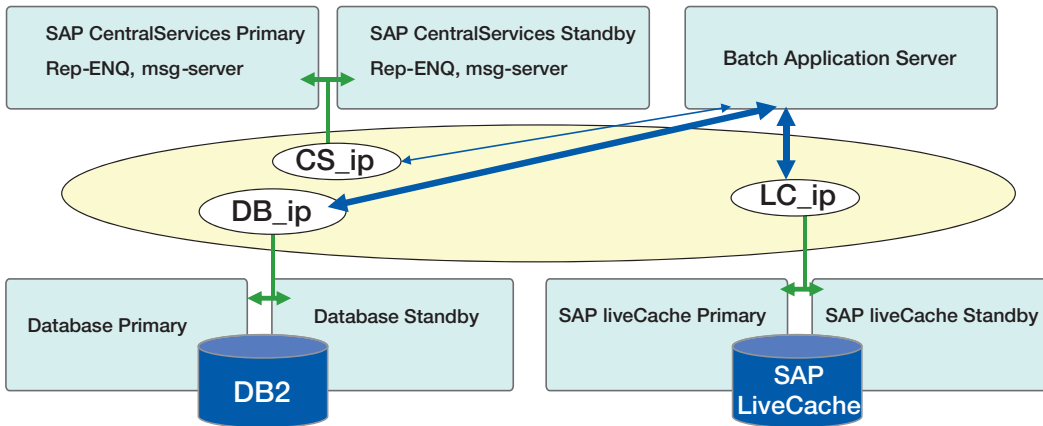 SAP CentralServices Primary
Rep-ENQ, msg-server
SAP CentralServices Standby
Rep-ENQ, msg-server
Batch Application Server
CS_ip
DB_ip
LC_ip
Database Primary
Database Standby
SAP liveCache Primary
SAP liveCache Standby
DB2
SAP
LiveCache